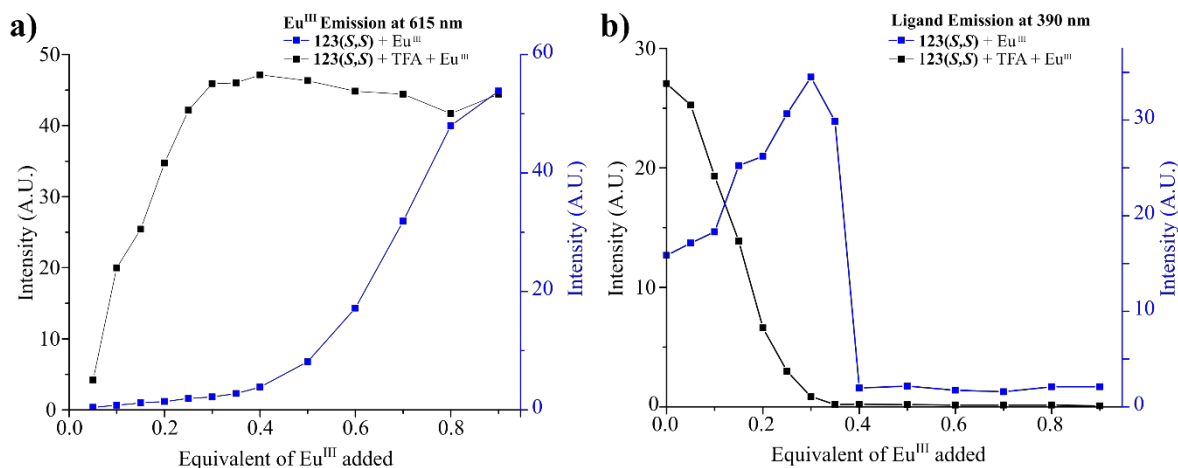 a)
Eu^III Emission at 615 nm
123(S,S) + Eu^III
123(S,S) + TFA + Eu^III
50
40
30
20
10
0
Intensity (A.U.)
60
40
20
0
Intensity (A.U.)
0.0 0.2 0.4 0.6 0.8
Equivalent of Eu^III added
b)
Ligand Emission at 390 nm
123(S,S) + Eu^III
123(S,S) + TFA + Eu^III
30
20
10
0
Intensity (A.U.)
30
20
10
0
Intensity (A.U.)
0.0 0.2 0.4 0.6 0.8
Equivalent of Eu^III added